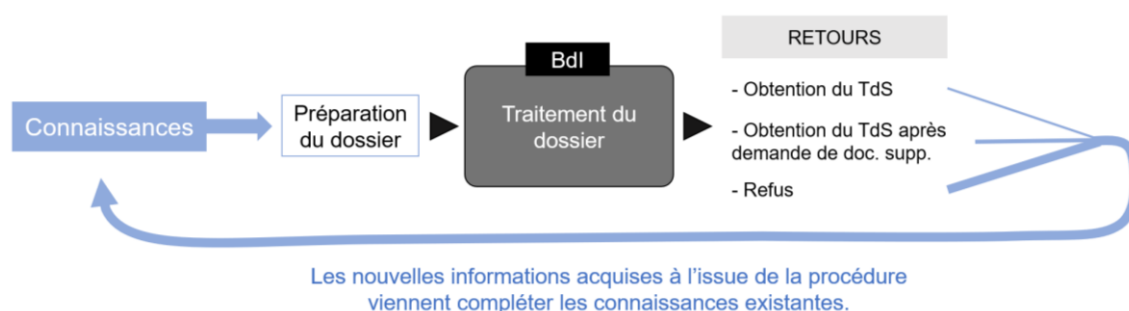 RETOURS
BdI
- Obtention du TdS
Connaissances
Préparation
du dossier
Traitement du
dossier
- Obtention du TdS après
demande de doc. supp.
- Refus
Les nouvelles informations acquises à l’issue de la procédure
viennent compléter les connaissances existantes.